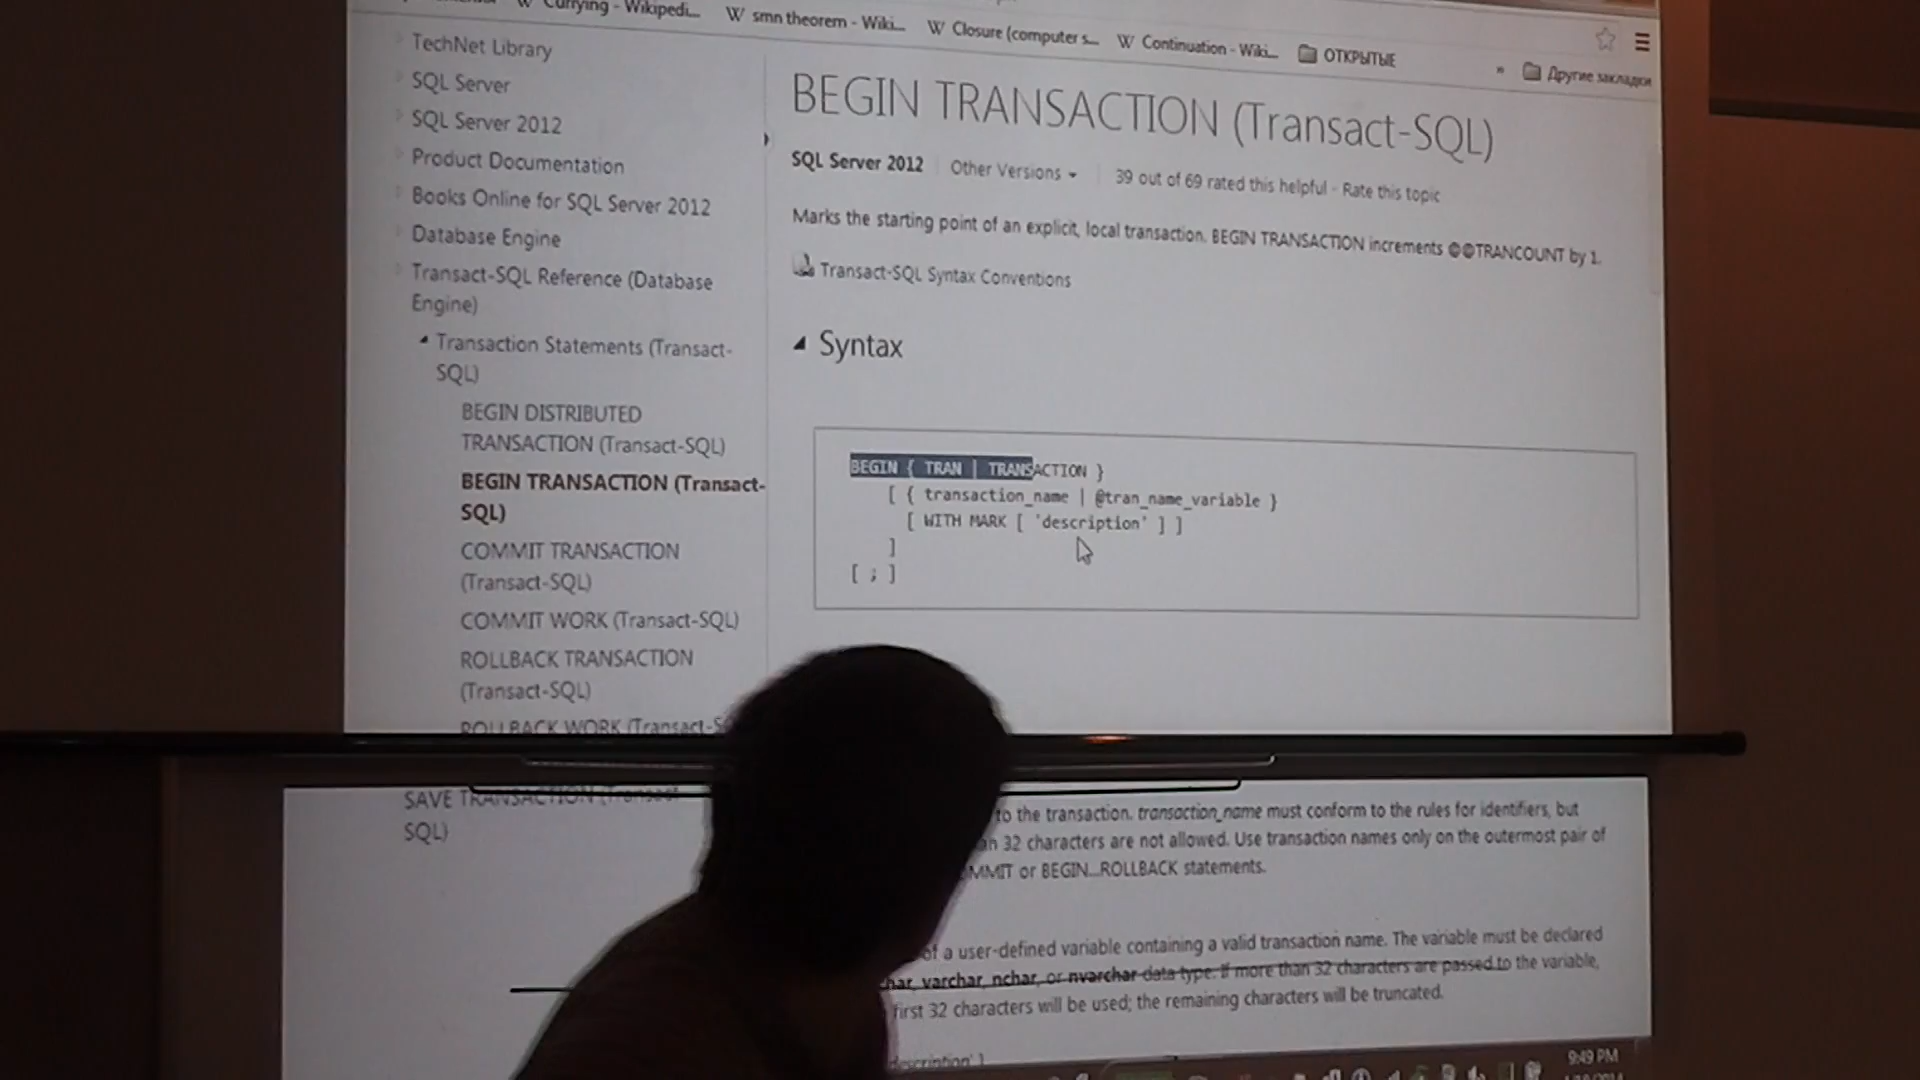 Currying - Wikipedi... W smn theorem - Wiki... W Closure (computer s... W Continuation - Wiki... ОТКРЫТЫЕ » Другие закладки
TechNet Library
SQL Server
SQL Server 2012
Product Documentation
Books Online for SQL Server 2012
Database Engine
Transact-SQL Reference (Database
Engine)
Transaction Statements (Transact-
SQL)
BEGIN DISTRIBUTED
TRANSACTION (Transact-SQL)
BEGIN TRANSACTION (Transact-
SQL)
COMMIT TRANSACTION
(Transact-SQL)
COMMIT WORK (Transact-SQL)
ROLLBACK TRANSACTION
(Transact-SQL)
ROLLBACK WORK (Transact-S
SAVE TRANSACTION (Transact-
SQL)
BEGIN TRANSACTION (Transact-SQL)
SQL Server 2012 Other Versions 39 out of 69 rated this helpful - Rate this topic
Marks the starting point of an explicit, local transaction. BEGIN TRANSACTION increments @@TRANCOUNT by 1.
Transact-SQL Syntax Conventions
Syntax
BEGIN { TRAN | TRANSACTION }
[ { transaction_name | @tran_name_variable }
[ WITH MARK [ 'description' ] ]
]
[ ; ]
to the transaction. transaction_name must conform to the rules for identifiers, but
an 32 characters are not allowed. Use transaction names only on the outermost pair of
MMIT or BEGIN...ROLLBACK statements.
of a user-defined variable containing a valid transaction name. The variable must be declared
char, varchar, nchar, or nvarchar data type. If more than 32 characters are passed to the variable,
first 32 characters will be used; the remaining characters will be truncated.
description' ]
9:49 PM